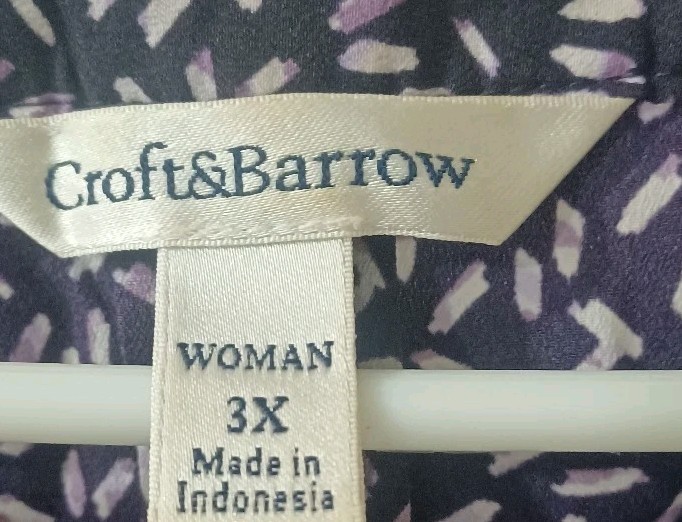 Croft&Barrow
WOMAN
3X
Made in
Indonesia